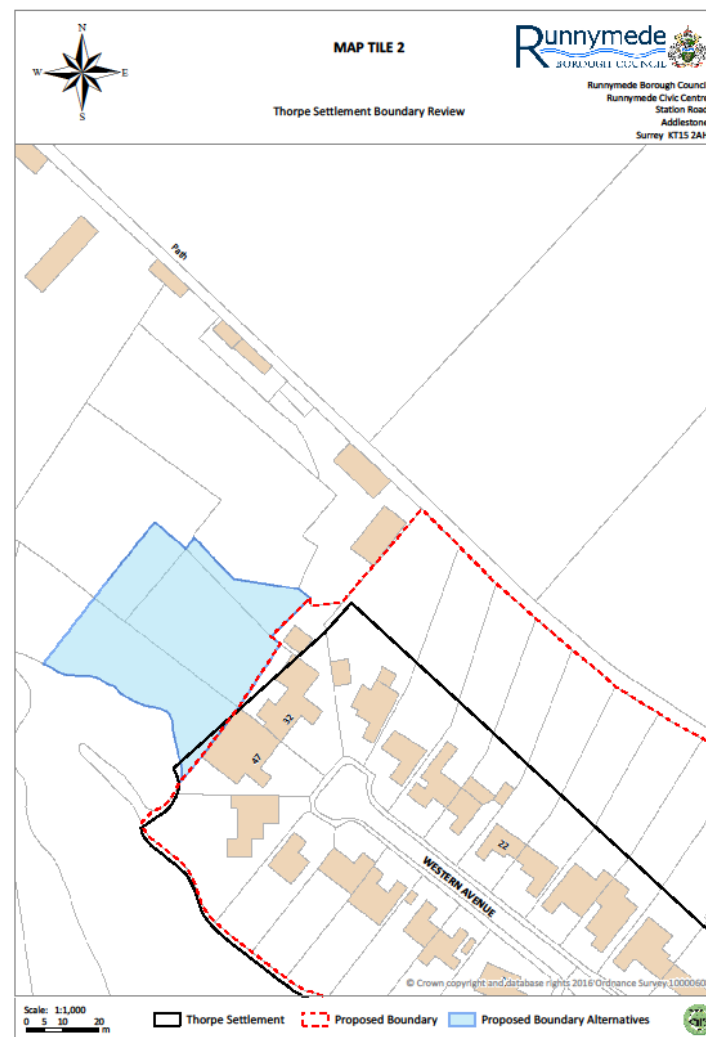 N
W E
S
MAP TILE 2
Thorpe Settlement Boundary Review
Runnymede
BOROUGH COUNCIL
Runnymede Borough Council
Runnymede Civic Centre
Station Road
Addlestone
Surrey KT15 2AH
Path
32
47
22
WESTERN AVENUE
© Crown copyright and database rights 2016 Ordnance Survey 1000060
Scale: 1:1,000
0 5 10 20
m
Thorpe Settlement
Proposed Boundary
Proposed Boundary Alternatives